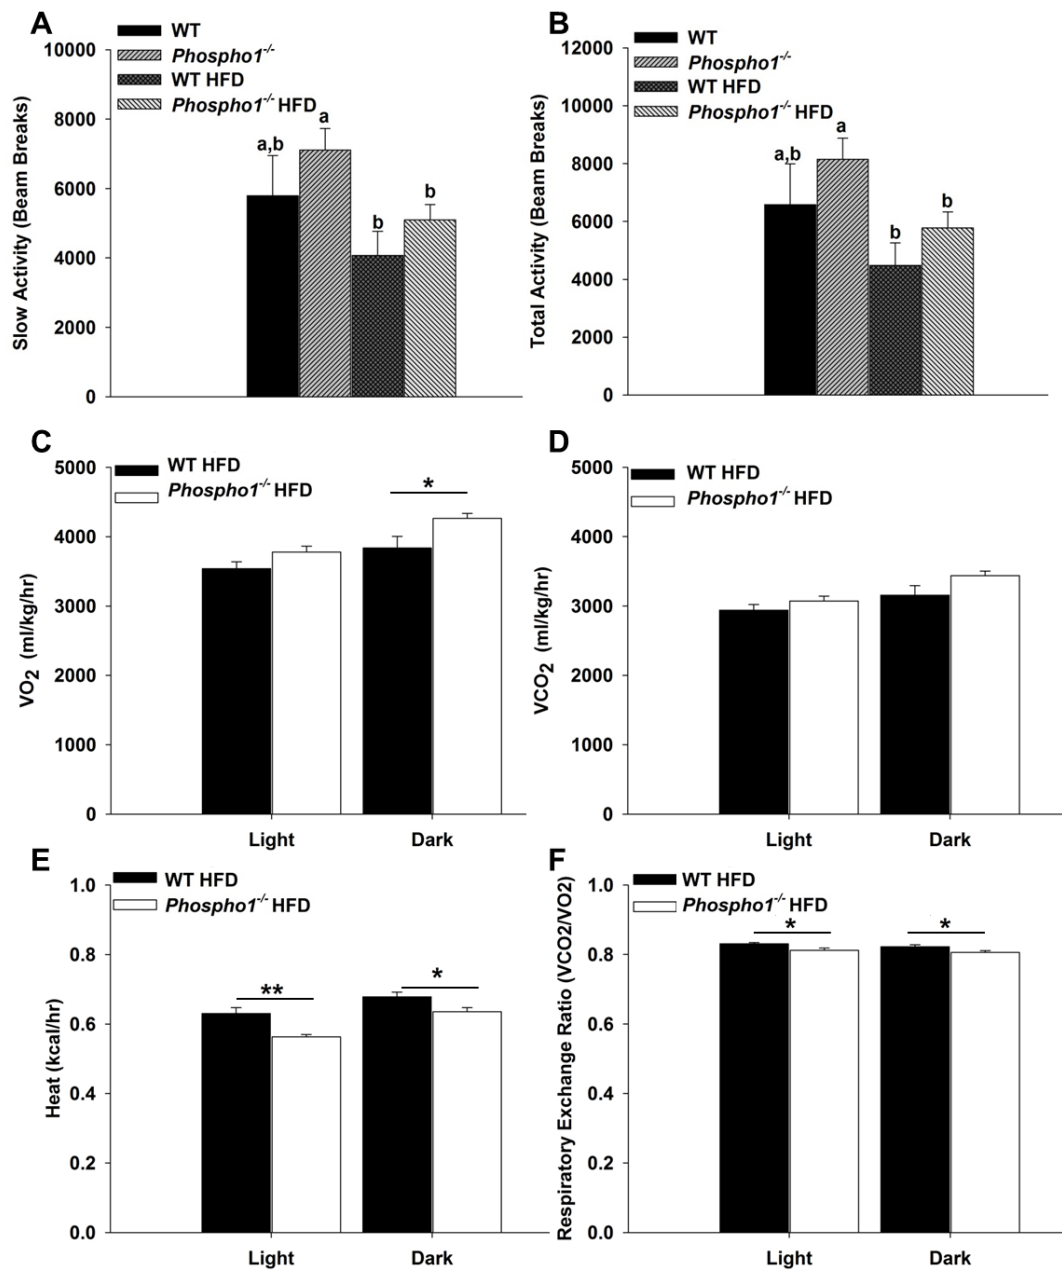 A
WT
Phospho1-/-
WT HFD
Phospho1-/- HFD
10000
8000
6000
4000
2000
0
Slow Activity (Beam Breaks)
a,b
a
b
b
B
WT
Phospho1-/-
WT HFD
Phospho1-/- HFD
12000
10000
8000
6000
4000
2000
0
Total Activity (Beam Breaks)
a,b
a
b
b
C
WT HFD
Phospho1-/- HFD
5000
4000
3000
2000
1000
0
VO2 (ml/kg/hr)
*
Light
Dark
D
WT HFD
Phospho1-/- HFD
5000
4000
3000
2000
1000
0
VCO2 (ml/kg/hr)
Light
Dark
E
WT HFD
Phospho1-/- HFD
1.0
0.8
0.6
0.4
0.2
0.0
Heat (kcal/hr)
**
*
Light
Dark
F
WT HFD
Phospho1-/- HFD
1.0
0.8
0.6
0.4
0.2
0.0
Respiratory Exchange Ratio (VCO2/VO2)
*
*
Light
Dark